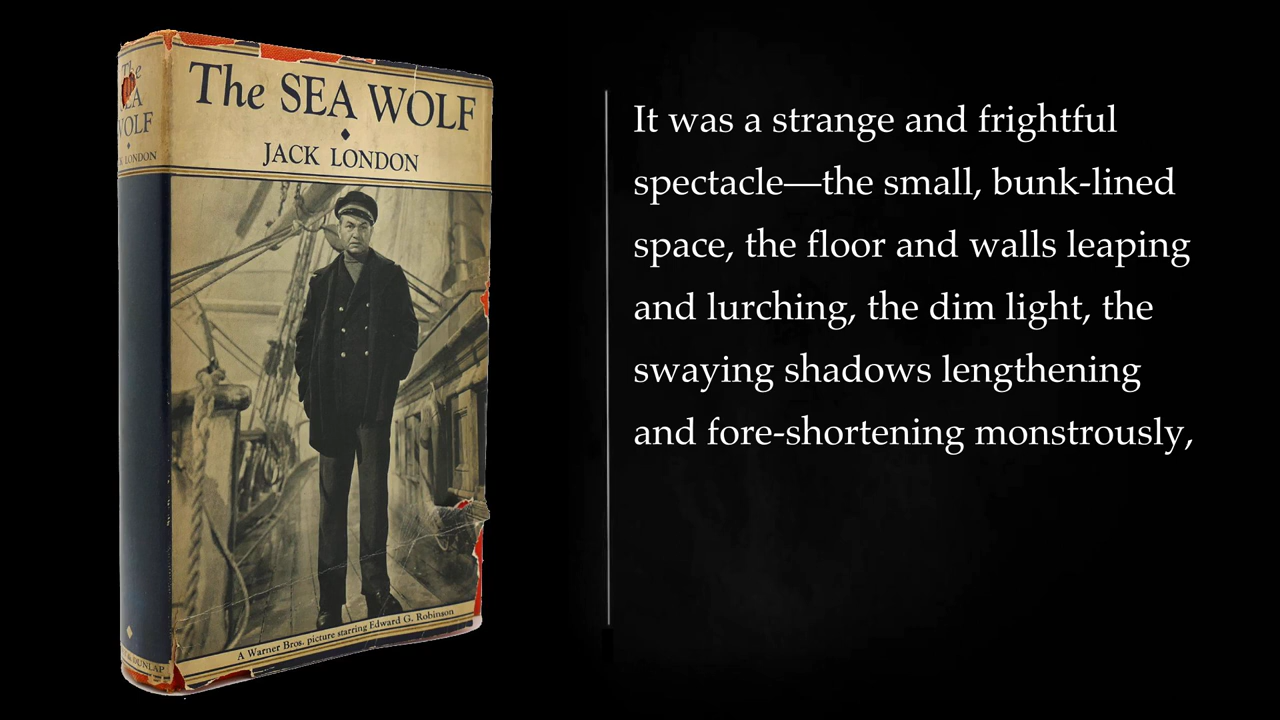 The SEA WOLF
JACK LONDON
A Warner Bros. picture starring Edward G. Robinson
The
SEA
WOLF
LONDON
DUNLAP
It was a strange and frightful
spectacle—the small, bunk-lined
space, the floor and walls leaping
and lurching, the dim light, the
swaying shadows lengthening
and fore-shortening monstrously,